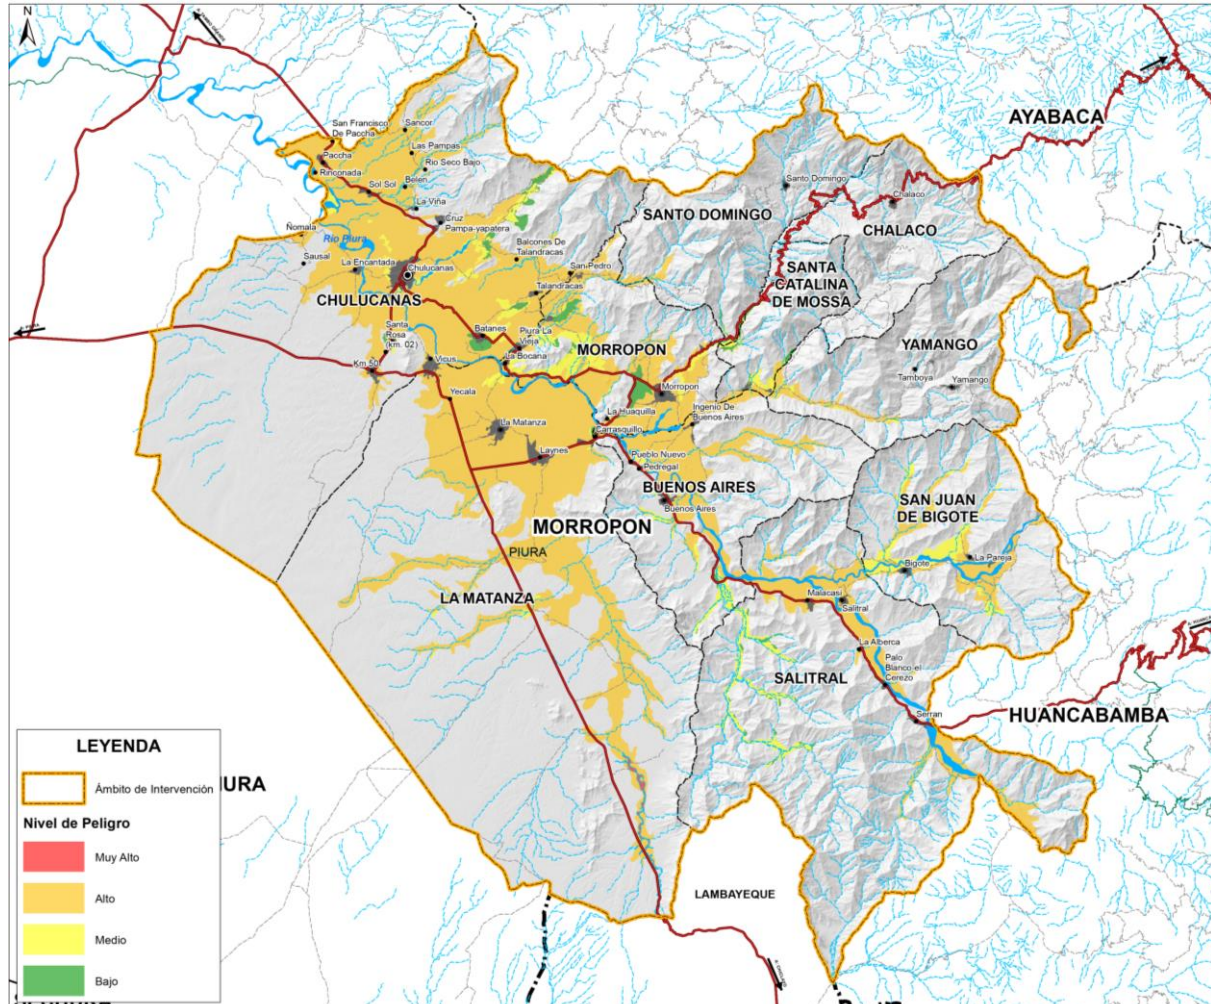 N
AYABACA
San Francisco
De Paccha
Sancor
Las Pampas
Rio Seco Bajo
Paccha
Rinconada
Sol Sol
Belen
La Viña
Cruz
Pampa-yapatera
Santo Domingo
Chalaco
SANTO DOMINGO
CHALACO
Ñomala
Río Piura
Sausal
La Encantada
Chulucanas
Balcones De
Talandracas
San Pedro
Talandracas
SANTA
CATALINA
DE MOSSA
CHULUCANAS
Santa
Rosa
(km. 02)
Batanes
Piura La
Vieja
La Bocana
MORROPON
YAMANGO
Km 50
Vicus
Tamboya
Yamango
Yecala
Morropon
La Matanza
La Huaquilla
Ingenio De
Buenos Aires
Carrasquillo
Laynes
Pueblo Nuevo
Pedregal
BUENOS AIRES
Buenos Aires
SAN JUAN
DE BIGOTE
MORROPON
PIURA
La Pareja
Bigote
LA MATANZA
Malacasi
Salitral
La Alberca
Palo
Blanco el
Cerezo
SALITRAL
Serran
HUANCABAMBA
LAMBAYEQUE
LEYENDA
Ámbito de Intervención
URA
Nivel de Peligro
Muy Alto
Alto
Medio
Bajo